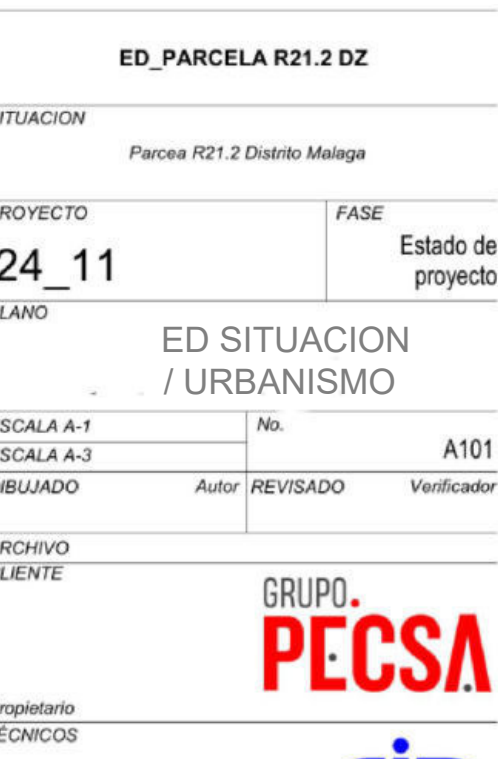 ED_PARCELA R21.2 DZ
ITUACION
Parcea R21.2 Distrito Malaga
ROYECTO
FASE
24_11
Estado de
proyecto
LANO
ED SITUACION
/ URBANISMO
SCALA A-1
No.
SCALA A-3
A101
IBUJADO
Autor
REVISADO
Verificador
RCHIVO
LIENTE
GRUPO.
PECSA
ropietario
ÉCNICOS